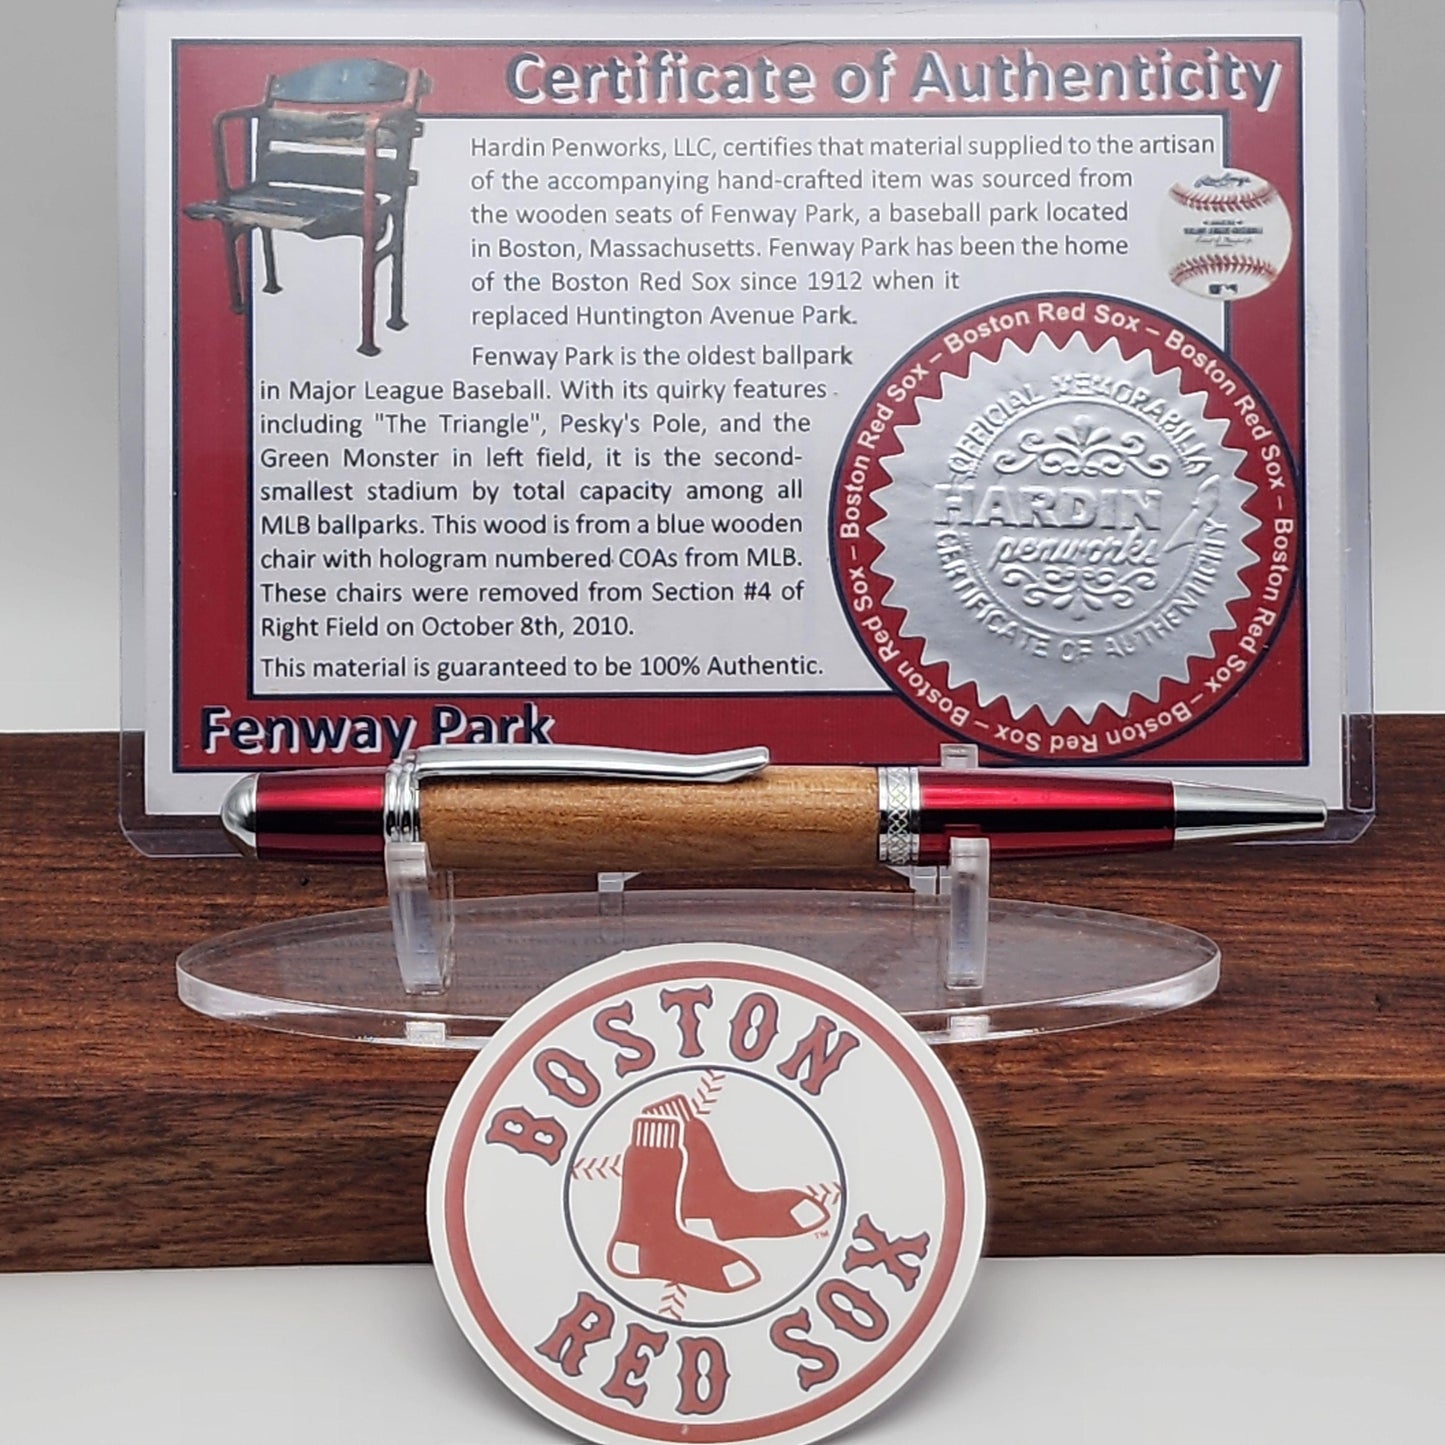 Certificate of Authenticity
Hardin Penworks, LLC, certifies that material supplied to the artisan
of the accompanying hand-crafted item was sourced from
the wooden seats of Fenway Park, a baseball park located
in Boston, Massachusetts. Fenway Park has been the home
of the Boston Red Sox since 1912 when it
replaced Huntington Avenue Park.
Fenway Park is the oldest ballpark
in Major League Baseball. With its quirky features
including "The Triangle", Pesky's Pole, and the
Green Monster in left field, it is the second-
smallest stadium by total capacity among all
MLB ballparks. This wood is from a blue wooden
chair with hologram numbered COAs from MLB.
These chairs were removed from Section #4 of
Right Field on October 8th, 2010.
This material is guaranteed to be 100% Authentic.
Fenway Park
Rawlings
Boston Red Sox – Boston Red Sox – Boston Red Sox – Boston Red Sox – Boston Red Sox – Boston Red Sox – Boston Red Sox –
OFFICIAL MEMORABILIA
HARDIN
penworks
CERTIFICATE OF AUTHENTICITY
BOSTON
RED SOX
TM